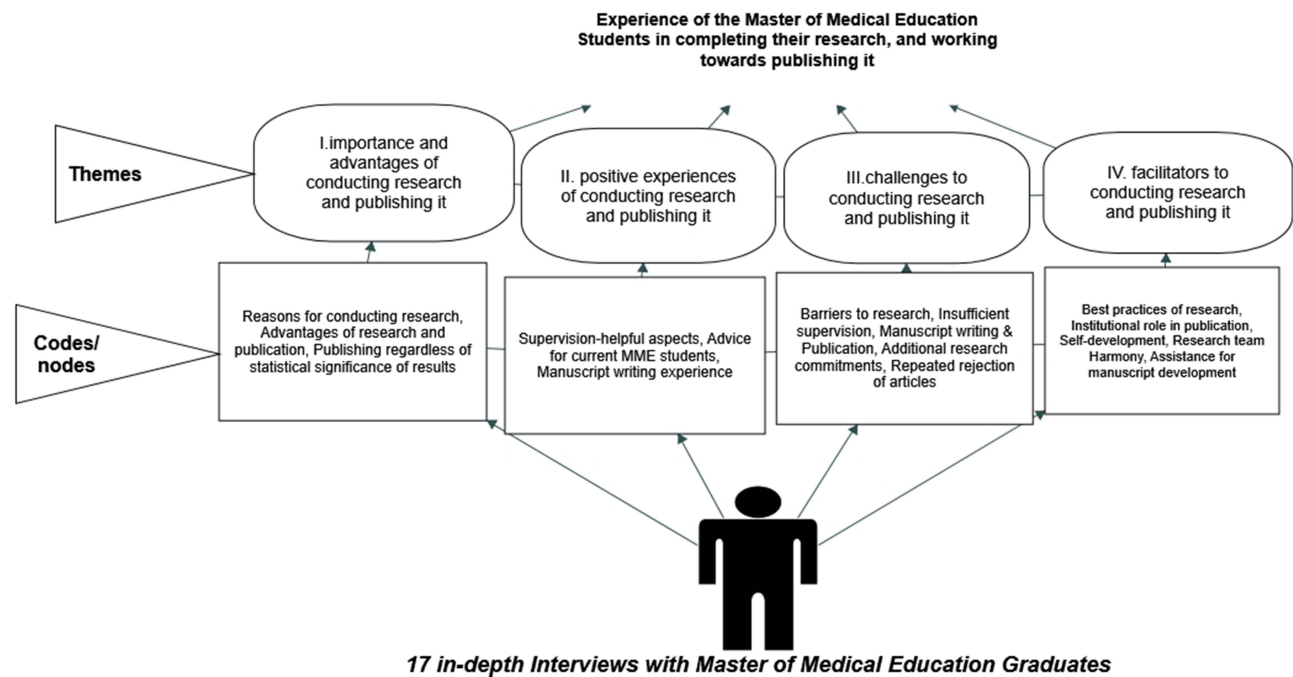 Experience of the Master of Medical Education
Students in completing their research, and working
towards publishing it
Themes
I.importance and
advantages of
conducting research
and publishing it
II. positive experiences
of conducting research
and publishing it
III.challenges to
conducting research
and publishing it
IV. facilitators to
conducting research
and publishing it
Codes/
nodes
Reasons for conducting research,
Advantages of research and
publication, Publishing regardless of
statistical significance of results
Supervision-helpful aspects, Advice
for current MME students,
Manuscript writing experience
Barriers to research, Insufficient
supervision, Manuscript writing &
Publication, Additional research
commitments, Repeated rejection
of articles
Best practices of research,
Institutional role in publication,
Self-development, Research team
Harmony, Assistance for
manuscript development
17 in-depth Interviews with Master of Medical Education Graduates